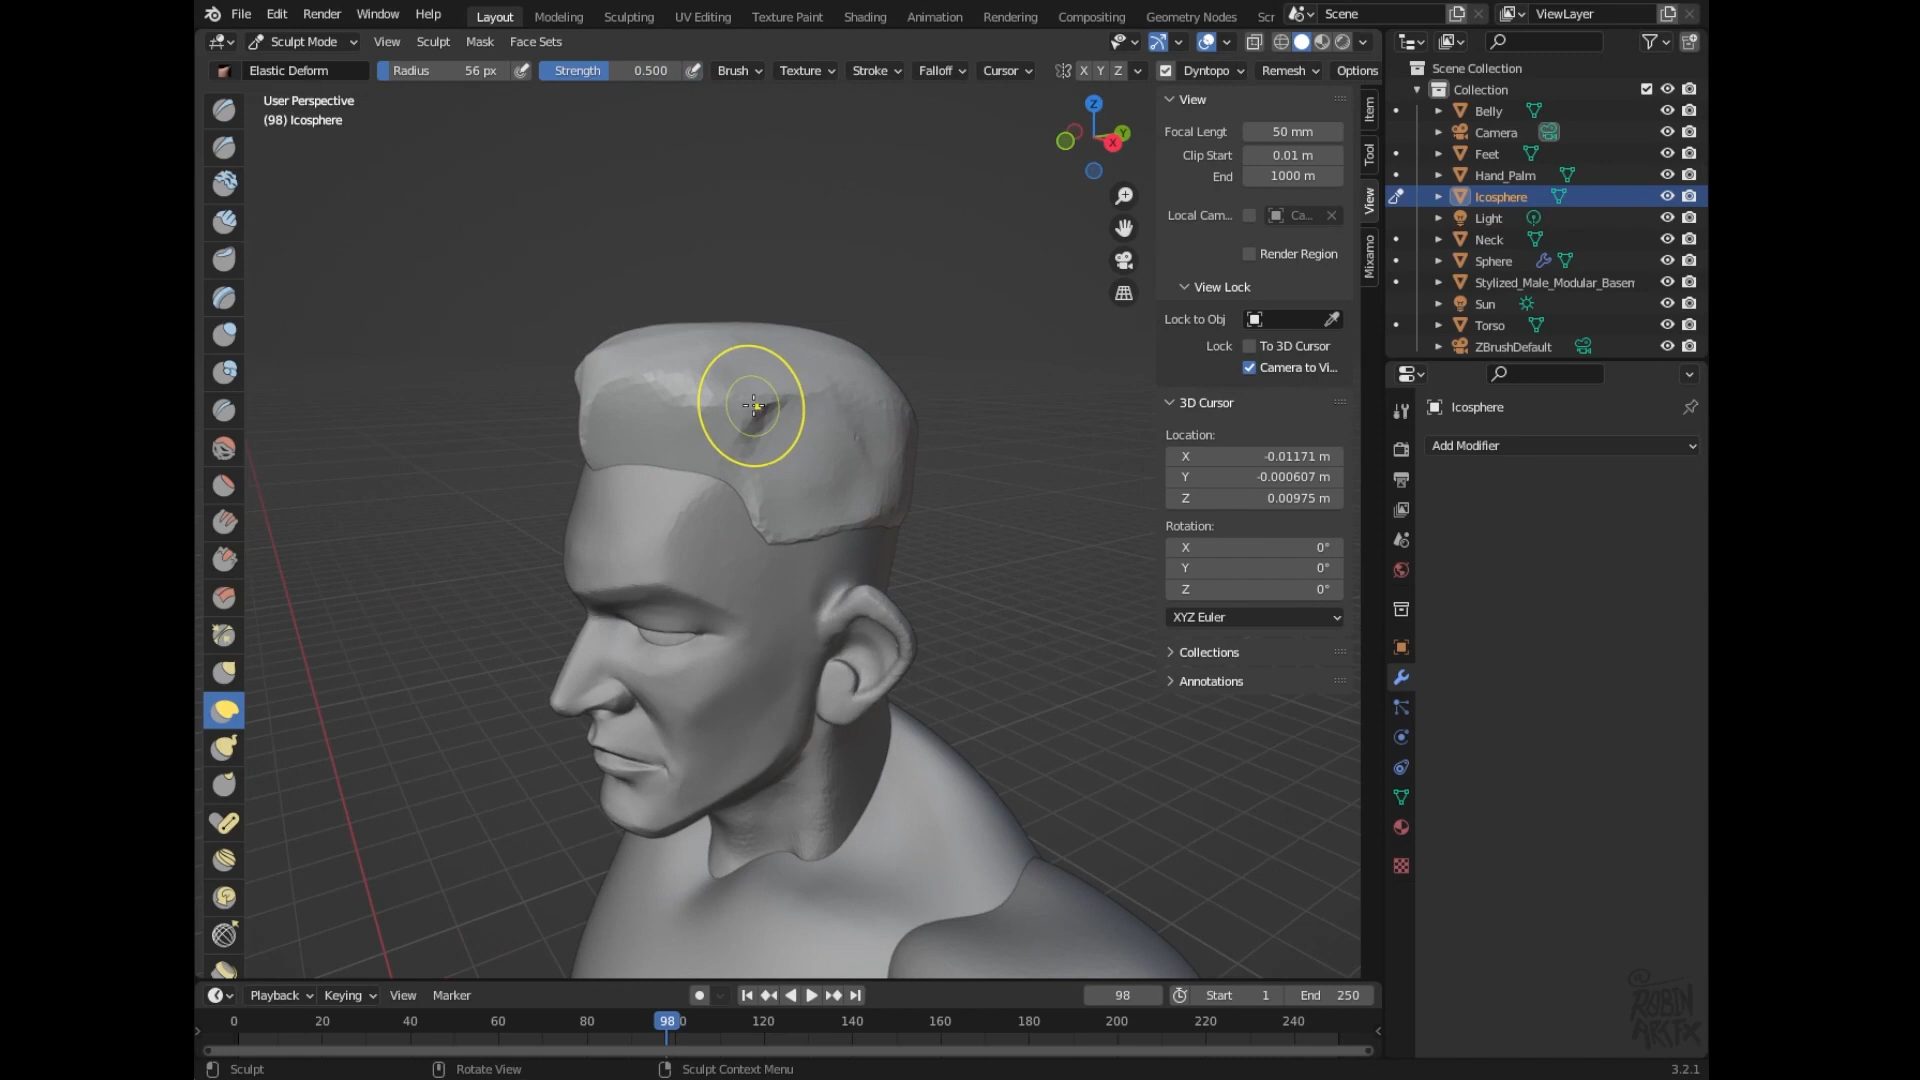 File Edit Render Window Help Layout Modeling Sculpting UV Editing Texture Paint Shading Animation Rendering Compositing Geometry Nodes Scr Scene ViewLayer
Sculpt Mode View Sculpt Mask Face Sets
Elastic Deform Radius 56 px Strength 0.500 Brush Texture Stroke Falloff Cursor X Y Z Dyntopo Remesh Options
User Perspective
(98) Icosphere
Z
Y
X
View
Focal Lengt 50 mm
Clip Start 0.01 m
End 1000 m
Local Cam... Ca...
Render Region
View Lock
Lock to Obj
Lock To 3D Cursor
Camera to Vi...
3D Cursor
Location:
X -0.01171 m
Y -0.000607 m
Z 0.00975 m
Rotation:
X 0°
Y 0°
Z 0°
XYZ Euler
Collections
Annotations
Item
Tool
View
Mixamo
Scene Collection
Collection
Belly
Camera
Feet
Hand_Palm
Icosphere
Light
Neck
Sphere
Stylized_Male_Modular_Basem
Sun
Torso
ZBrushDefault
Icosphere
Add Modifier
Playback Keying View Marker 98 Start 1 End 250
0 20 40 60 80 98 0 120 140 160 180 200 220 240
Sculpt Rotate View Sculpt Context Menu 3.2.1
ROBIN
ARTFX